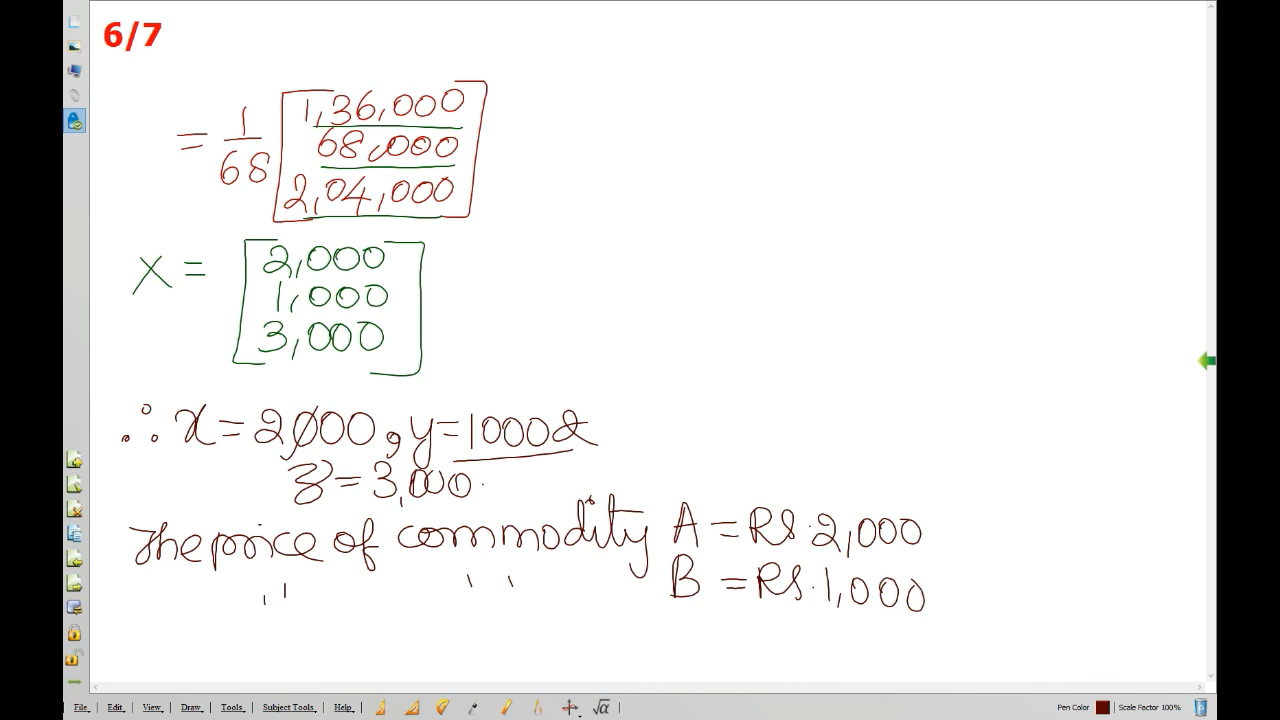 6/7
= 1/68 [1,36,000
68,000
2,04,000]
X = [2,000
1,000
3,000]
∴ x = 2000, y = 1000 &
z = 3,000.
The price of commodity A = Rs. 2,000
" " B = Rs. 1,000
File Edit View Draw Tools Subject Tools Help Pen Color Scale Factor 100%